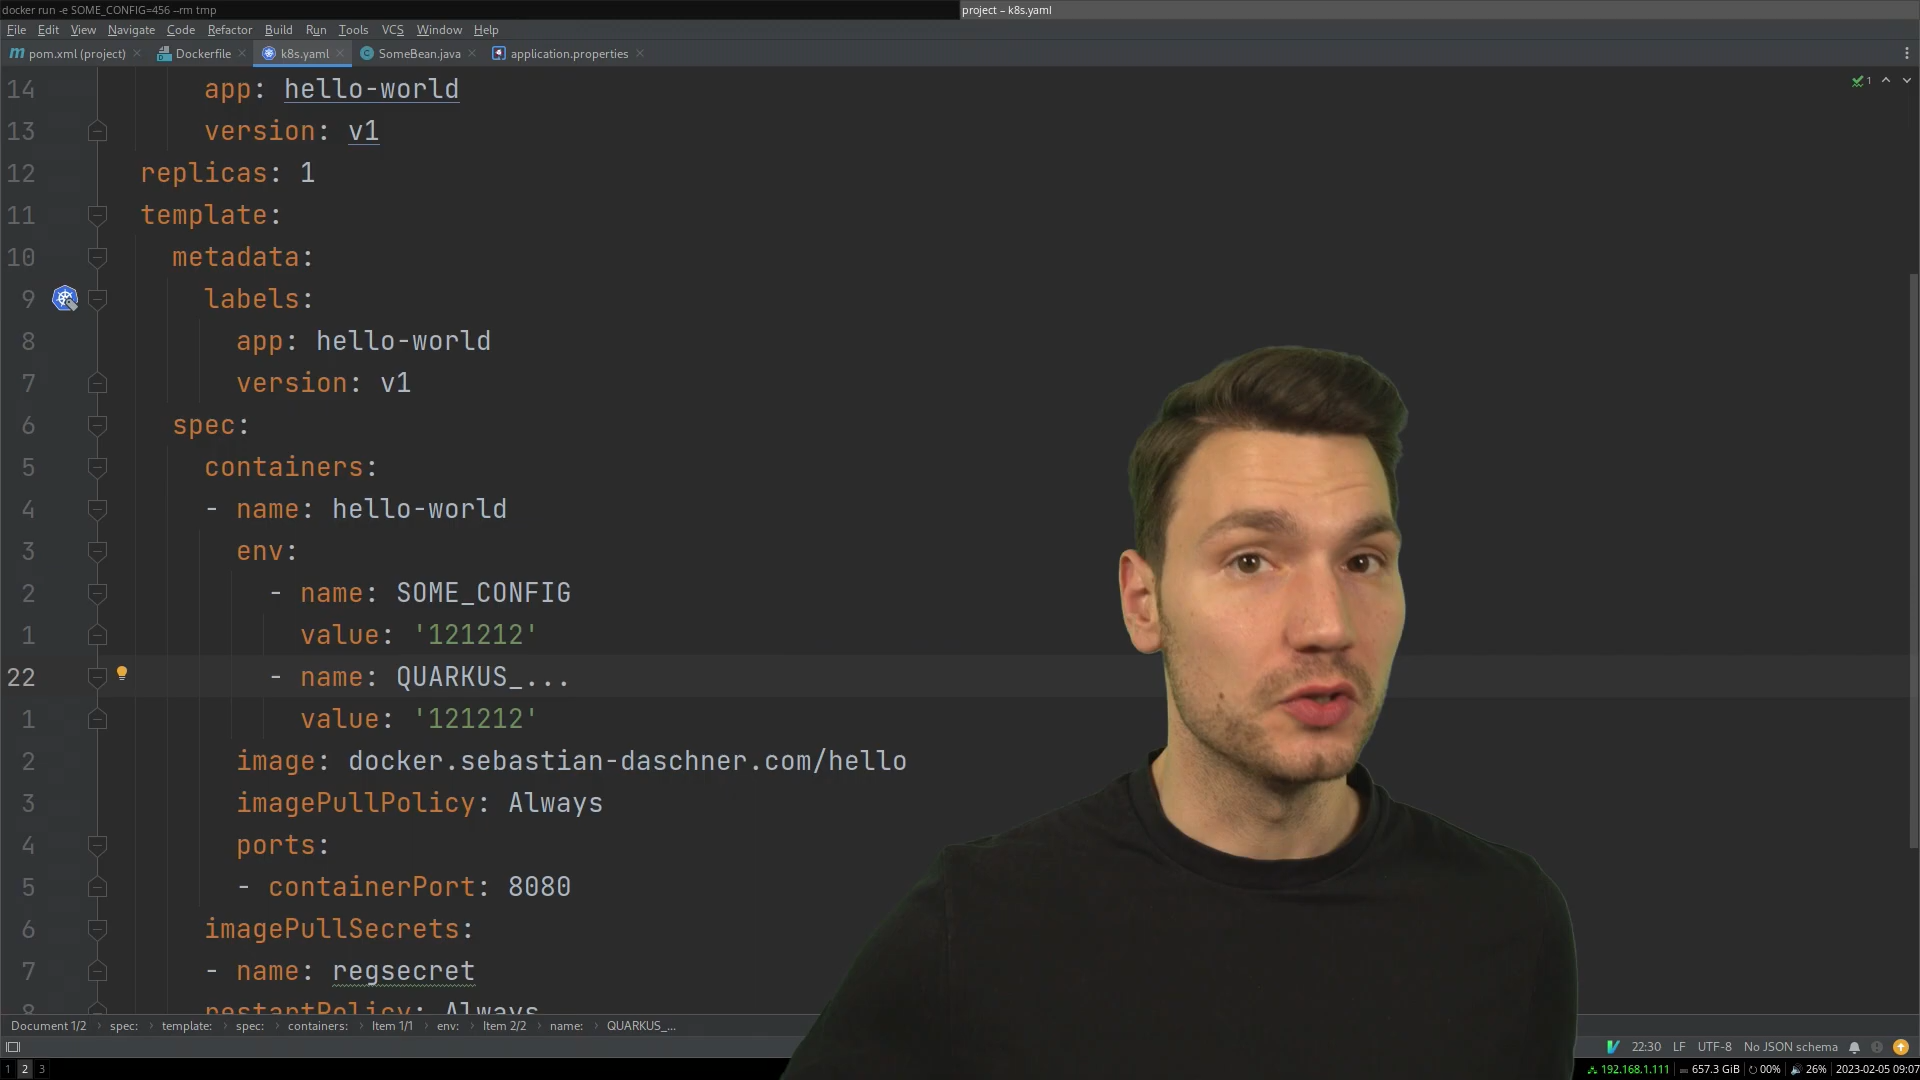 docker run -e SOME_CONFIG=456 --rm tmp
project – k8s.yaml
File Edit View Navigate Code Refactor Build Run Tools VCS Window Help
m pom.xml (project) Dockerfile k8s.yaml C SomeBean.java application.properties
14 app: hello-world
1
13 version: v1
12 replicas: 1
11 template:
10 metadata:
9 labels:
8 app: hello-world
7 version: v1
6 spec:
5 containers:
4 - name: hello-world
3 env:
2 - name: SOME_CONFIG
1 value: '121212'
22 - name: QUARKUS_...
1 value: '121212'
2 image: docker.sebastian-daschner.com/hello
3 imagePullPolicy: Always
4 ports:
5 - containerPort: 8080
6 imagePullSecrets:
7 - name: regsecret
8 restartPolicy: Always
Document 1/2 › spec: › template: › spec: › containers: › Item 1/1 › env: › Item 2/2 › name: › QUARKUS_...
22:30 LF UTF-8 No JSON schema
1 2 3 192.168.1.111 657.3 GiB 00% 26% 2023-02-05 09:07